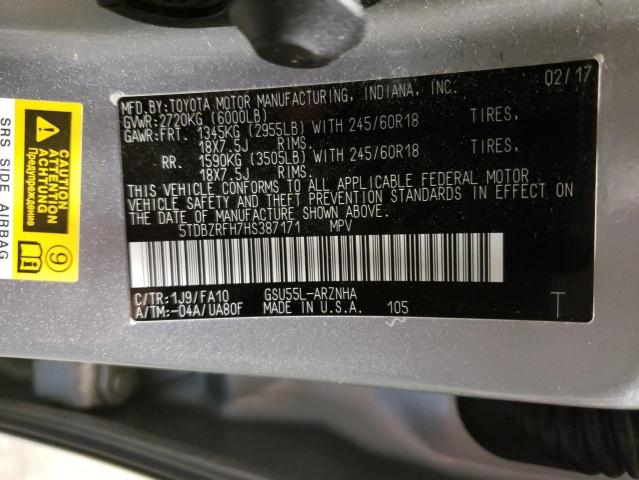 MFD.BY:TOYOTA MOTOR MANUFACTURING, INDIANA, INC. 02/17
GVWR:2720KG (6000LB)
GAWR:FRT. 1345KG (2955LB) WITH 245/60R18 TIRES,
18X7.5J RIMS.
RR. 1590KG (3505LB) WITH 245/60R18 TIRES,
18X7.5J RIMS.
THIS VEHICLE CONFORMS TO ALL APPLICABLE FEDERAL MOTOR
VEHICLE SAFETY AND THEFT PREVENTION STANDARDS IN EFFECT ON
THE DATE OF MANUFACTURE SHOWN ABOVE.
5TDBZRFH7HS387171 MPV
C/TR:1J9/FA10 GSU55L-ARZNHA
A/TM:-04A/UA80F MADE IN U.S.A. 105 T
SRS SIDE AIRBAG
CAUTION
ATTENTION
ACHTUNG
Предупреждение
9